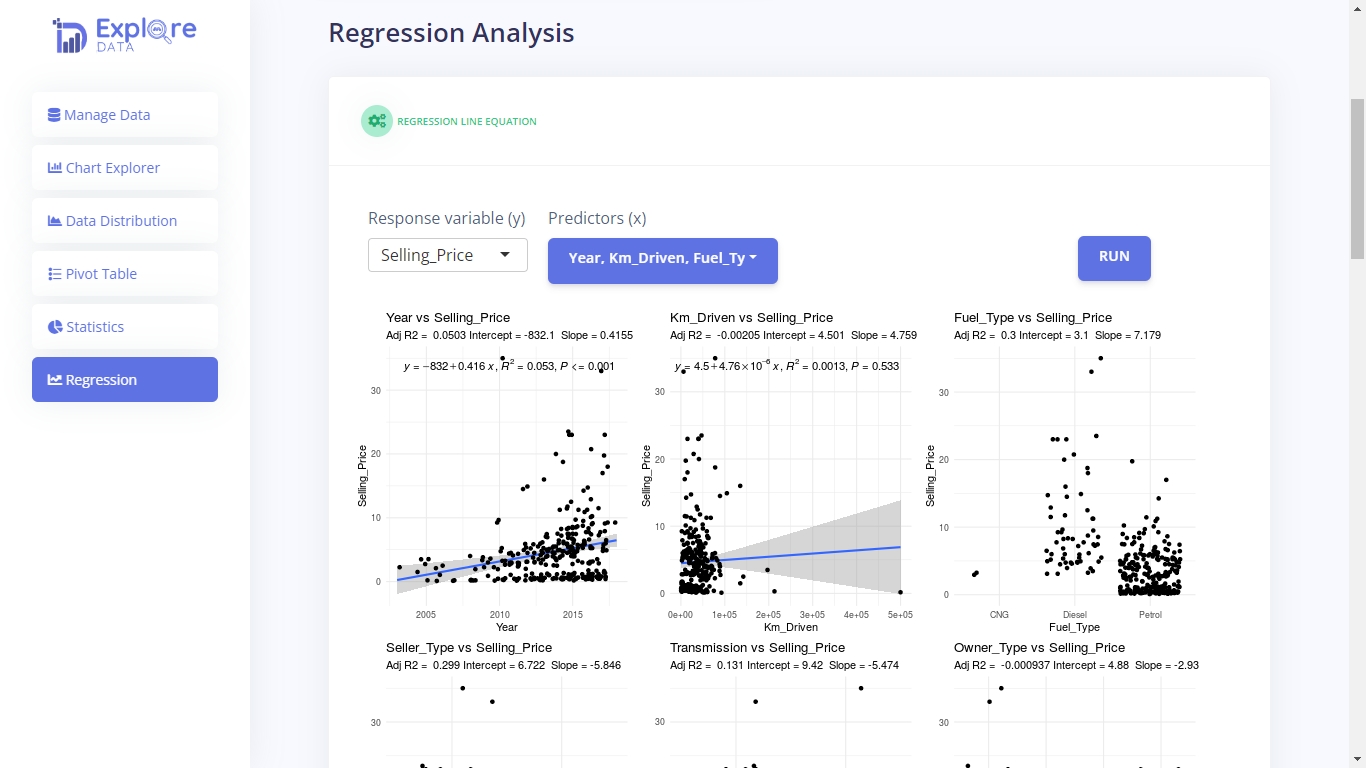 Explore
DATA
Manage Data
Chart Explorer
Data Distribution
Pivot Table
Statistics
Regression
Regression Analysis
REGRESSION LINE EQUATION
Response variable (y)
Predictors (x)
Selling_Price
Year, Km_Driven, Fuel_Ty
RUN
Year vs Selling_Price
Adj R2 = 0.0503 Intercept = -832.1 Slope = 0.4155
y = −832+0.416 x, R² = 0.053, P <= 0.001
30
20
10
0
Selling_Price
2005 2010 2015
Year
Km_Driven vs Selling_Price
Adj R2 = -0.00205 Intercept = 4.501 Slope = 4.759
y = 4.5+4.76×10⁻⁶ x, R² = 0.0013, P = 0.533
30
20
10
0
Selling_Price
0e+00 1e+05 2e+05 3e+05 4e+05 5e+05
Km_Driven
Fuel_Type vs Selling_Price
Adj R2 = 0.3 Intercept = 3.1 Slope = 7.179
30
20
10
0
Selling_Price
CNG Diesel Petrol
Fuel_Type
Seller_Type vs Selling_Price
Adj R2 = 0.299 Intercept = 6.722 Slope = -5.846
30
Transmission vs Selling_Price
Adj R2 = 0.131 Intercept = 9.42 Slope = -5.474
30
Owner_Type vs Selling_Price
Adj R2 = -0.000937 Intercept = 4.88 Slope = -2.93
30